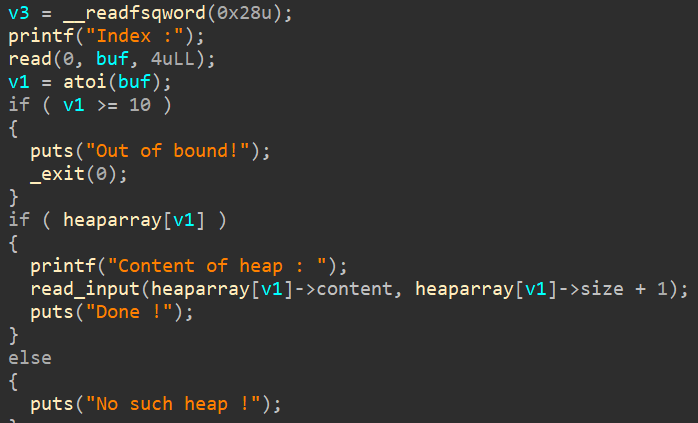 v3 = __readfsqword(0x28u);
printf("Index :");
read(0, buf, 4uLL);
v1 = atoi(buf);
if ( v1 >= 10 )
{
  puts("Out of bound!");
  _exit(0);
}
if ( heaparray[v1] )
{
  printf("Content of heap : ");
  read_input(heaparray[v1]->content, heaparray[v1]->size + 1);
  puts("Done !");
}
else
{
  puts("No such heap !");
}